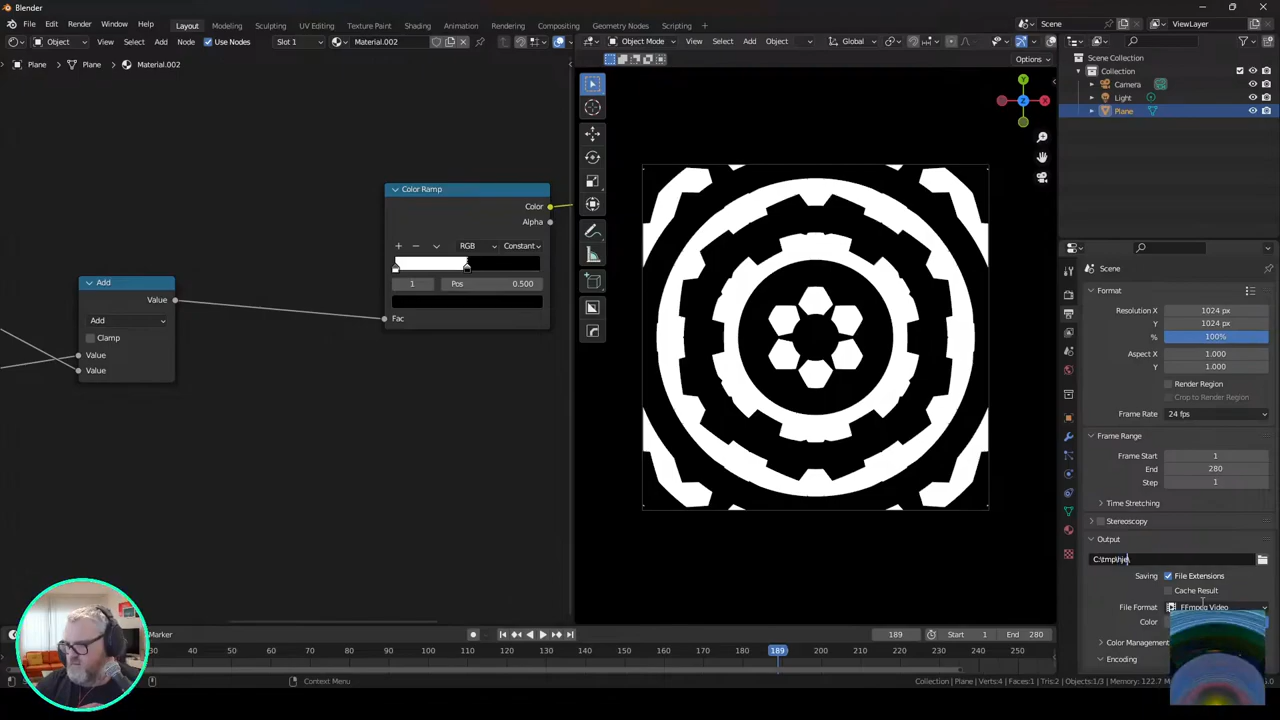 Blender
File Edit Render Window Help Layout Modeling Sculpting UV Editing Texture Paint Shading Animation Rendering Compositing Geometry Nodes Scripting
Scene ViewLayer
Object View Select Add Node Use Nodes Slot 1 Material.002
Object Mode View Select Add Object Global
Options
Plane Plane Material.002
Scene Collection
Collection
Camera
Light
Plane
Y
X
Z
Color Ramp
Color
Alpha
RGB Constant
1 Pos 0.500
Fac
Add
Value
Add
Clamp
Value
Value
Scene
Format
Resolution X 1024 px
Y 1024 px
% 100%
Aspect X 1.000
Y 1.000
Render Region
Crop to Render Region
Frame Rate 24 fps
Frame Range
Frame Start 1
End 280
Step 1
Time Stretching
Stereoscopy
Output
C:\tmp\hje\
Saving File Extensions
Cache Result
File Format FFmpeg Video
Color
Color Management
Encoding
Marker
189 Start 1 End 280
30 40 50 60 70 80 90 100 110 120 130 140 150 160 170 180 189 200 210 220 230 240 250
Context Menu
Collection | Plane | Verts:4 | Faces:1 | Tris:2 | Objects:1/3 | Memory: 122.7